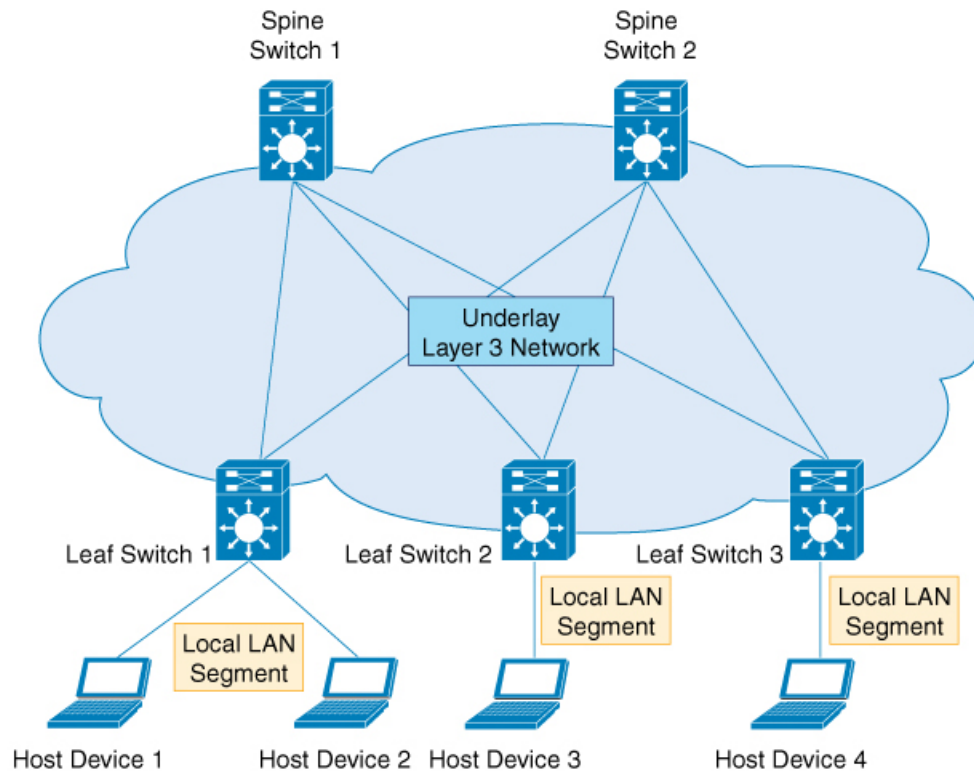 Spine
Switch 1
Spine
Switch 2
Underlay
Layer 3 Network
Leaf Switch 1
Leaf Switch 2
Leaf Switch 3
Local LAN
Segment
Local LAN
Segment
Local LAN
Segment
Host Device 1
Host Device 2
Host Device 3
Host Device 4